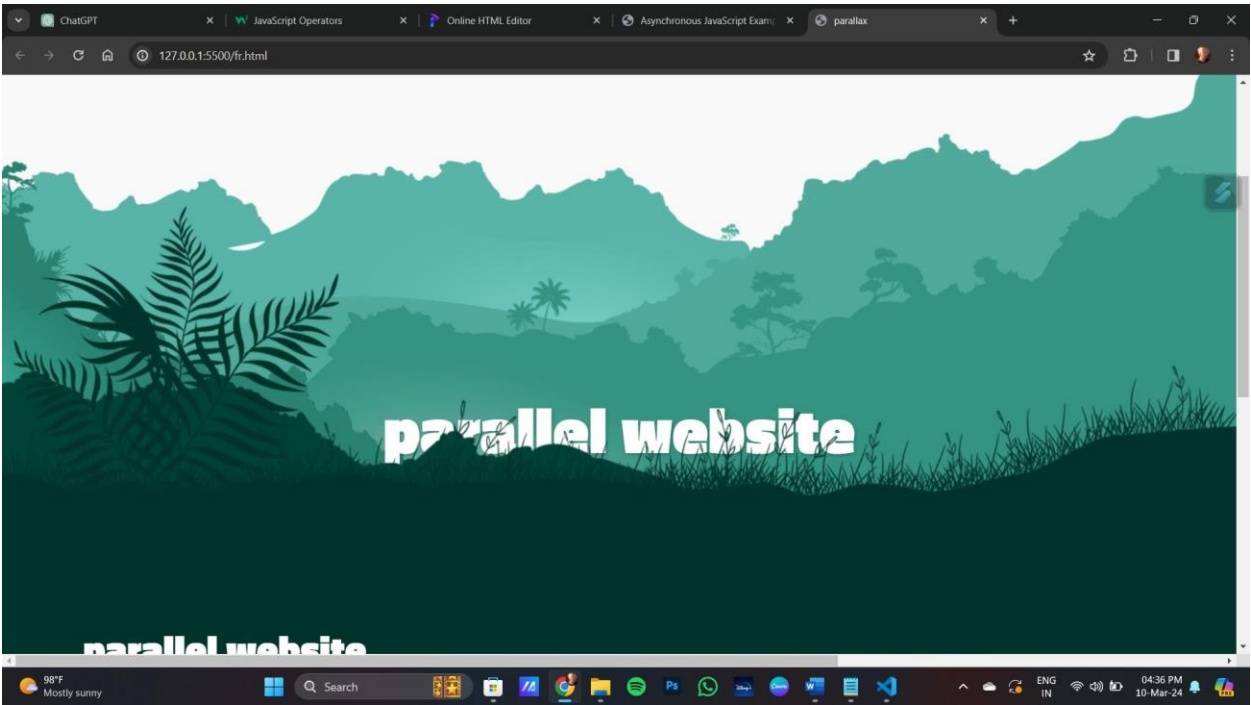 ChatGPT
JavaScript Operators
Online HTML Editor
Asynchronous JavaScript Examp
parallax
127.0.0.1:5500/fr.html
parallel website
parallel website
98°F
Mostly sunny
Search
Ps
W
ENG
IN
04:36 PM
10-Mar-24